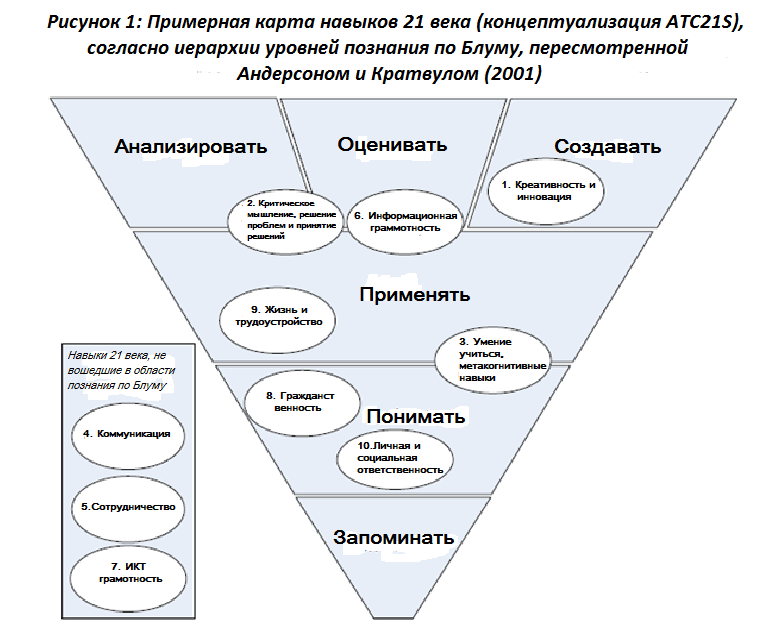 Рисунок 1: Примерная карта навыков 21 века (концептуализация ATC21S),
согласно иерархии уровней познания по Блуму, пересмотренной
Андерсоном и Кратвулом (2001)
Анализировать
Оценивать
Создавать
1. Креативность и
инновация
2. Критическое
мышление, решение
проблем и принятие
решений
6. Информационная
грамотность
Применять
9. Жизнь и
трудоустройство
3. Умение
учиться,
метакогнитивные
навыки
8. Гражданст
венность
Понимать
10.Личная и
социальная
ответственность
Запоминать
Навыки 21 века, не
вошедшие в области
познания по Блуму
4. Коммуникация
5.Сотрудничество
7. ИКТ
грамотность